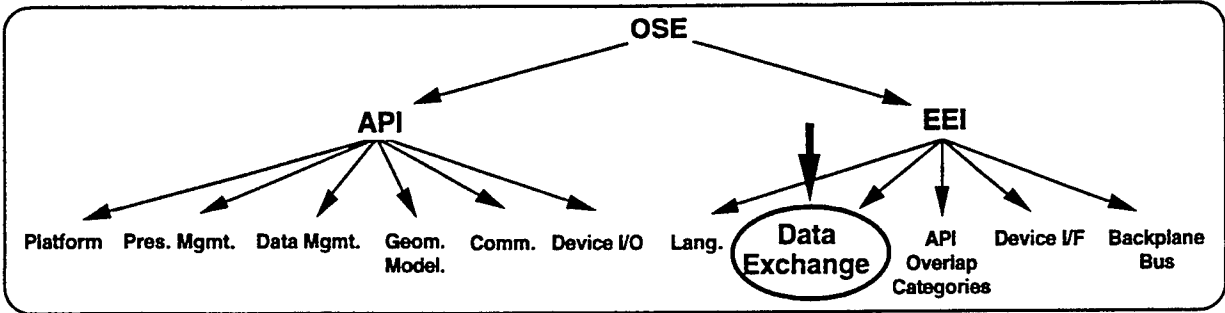 OSE
API
EEI
Platform
Pres. Mgmt.
Data Mgmt.
Geom.
Model.
Comm.
Device I/O
Lang.
Data
Exchange
API
Overlap
Categories
Device I/F
Backplane
Bus